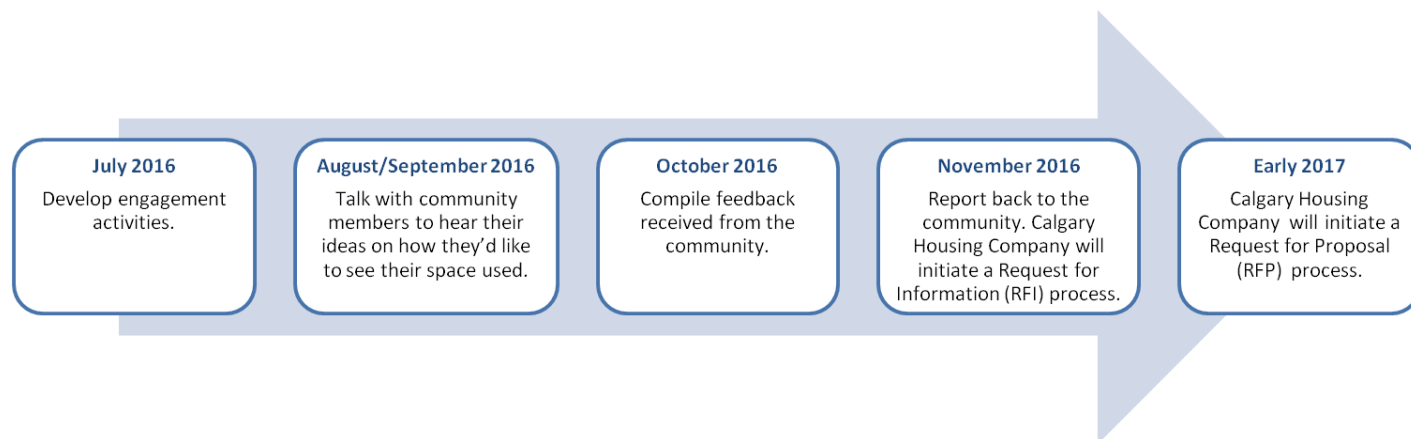 July 2016
Develop engagement
activities.
August/September 2016
Talk with community
members to hear their
ideas on how they'd like
to see their space used.
October 2016
Compile feedback
received from the
community.
November 2016
Report back to the
community. Calgary
Housing Company will
initiate a Request for
Information (RFI) process.
Early 2017
Calgary Housing
Company will initiate a
Request for Proposal
(RFP) process.